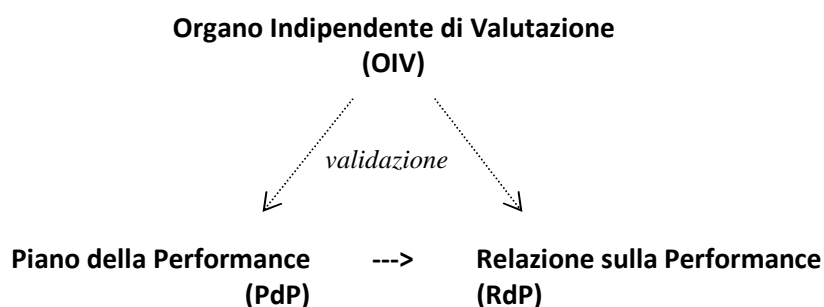 Organo Indipendente di Valutazione
(OIV)
validazione
Piano della Performance ---> Relazione sulla Performance
(PdP) (RdP)